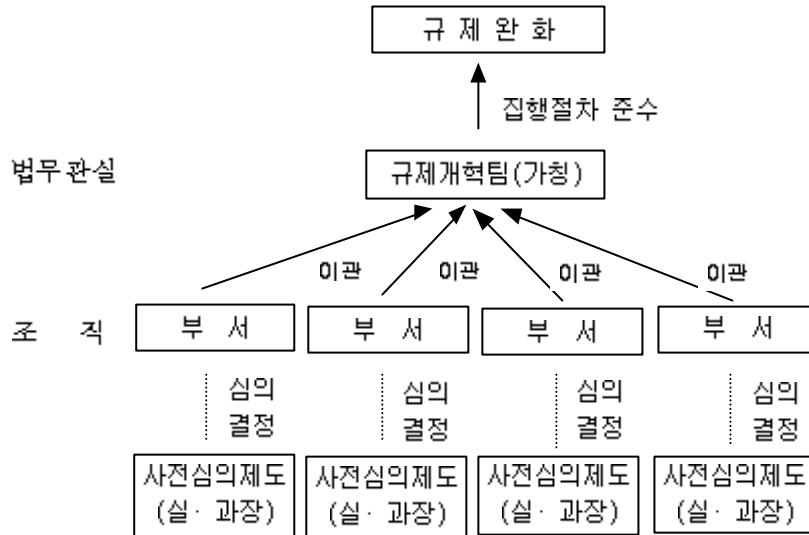 규 제 완 화
집행절차 준수
법무관실
규제개혁팀(가칭)
이관 이관 이관 이관
조 직
부 서 부 서 부 서 부 서
심의 심의 심의 심의
결정 결정 결정 결정
사전심의제도 사전심의제도 사전심의제도 사전심의제도
(실· 과장) (실· 과장) (실· 과장) (실· 과장)